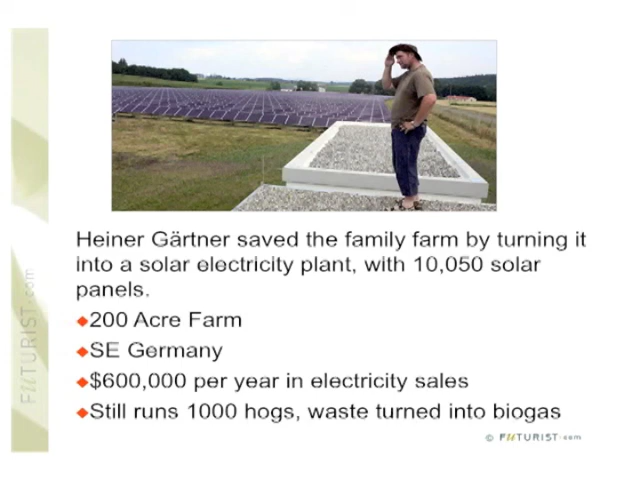 Heiner Gärtner saved the family farm by turning it
into a solar electricity plant, with 10,050 solar
panels.
200 Acre Farm
SE Germany
$600,000 per year in electricity sales
Still runs 1000 hogs, waste turned into biogas
© FUTURIST.com
FUTURIST.com